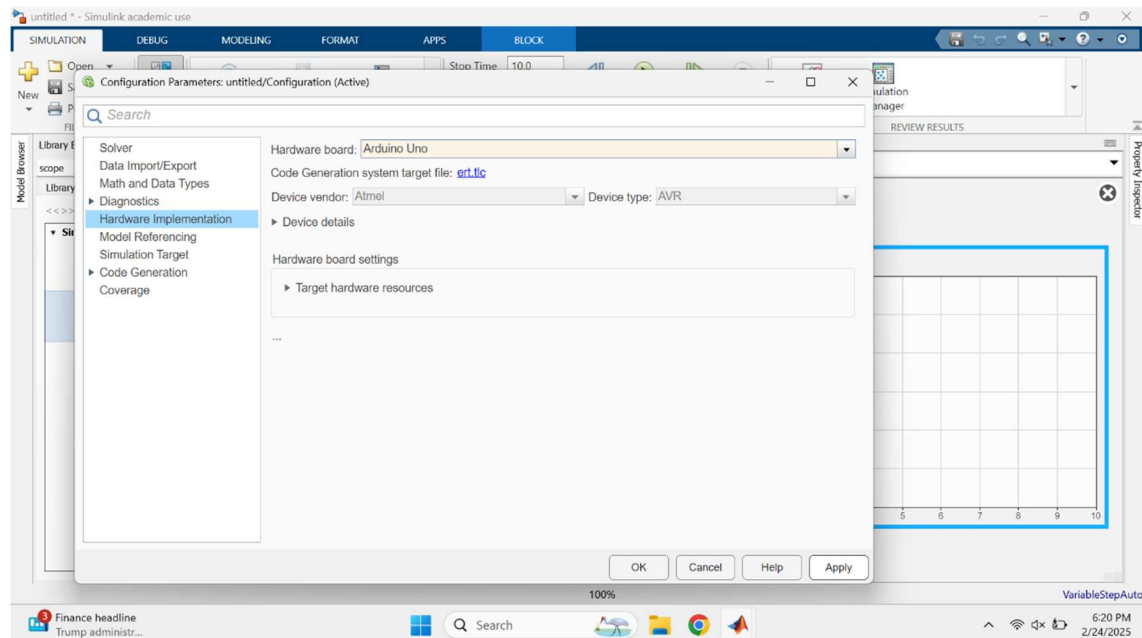 untitled * - Simulink academic use
SIMULATION DEBUG MODELING FORMAT APPS BLOCK
New Open Stop Time 10.0
REVIEW RESULTS
Configuration Parameters: untitled/Configuration (Active)
Search
Model Browser
Library
scope
Library
<<>>
Property Inspector
Solver
Data Import/Export
Math and Data Types
Diagnostics
Hardware Implementation
Model Referencing
Simulation Target
Code Generation
Coverage
Hardware board: Arduino Uno
Code Generation system target file: ert.tlc
Device vendor: Atmel Device type: AVR
Device details
Hardware board settings
Target hardware resources
...
5 6 7 8 9 10
OK Cancel Help Apply
100% VariableStepAuto
3 Finance headline
Trump administr...
Search
6:20 PM
2/24/2025